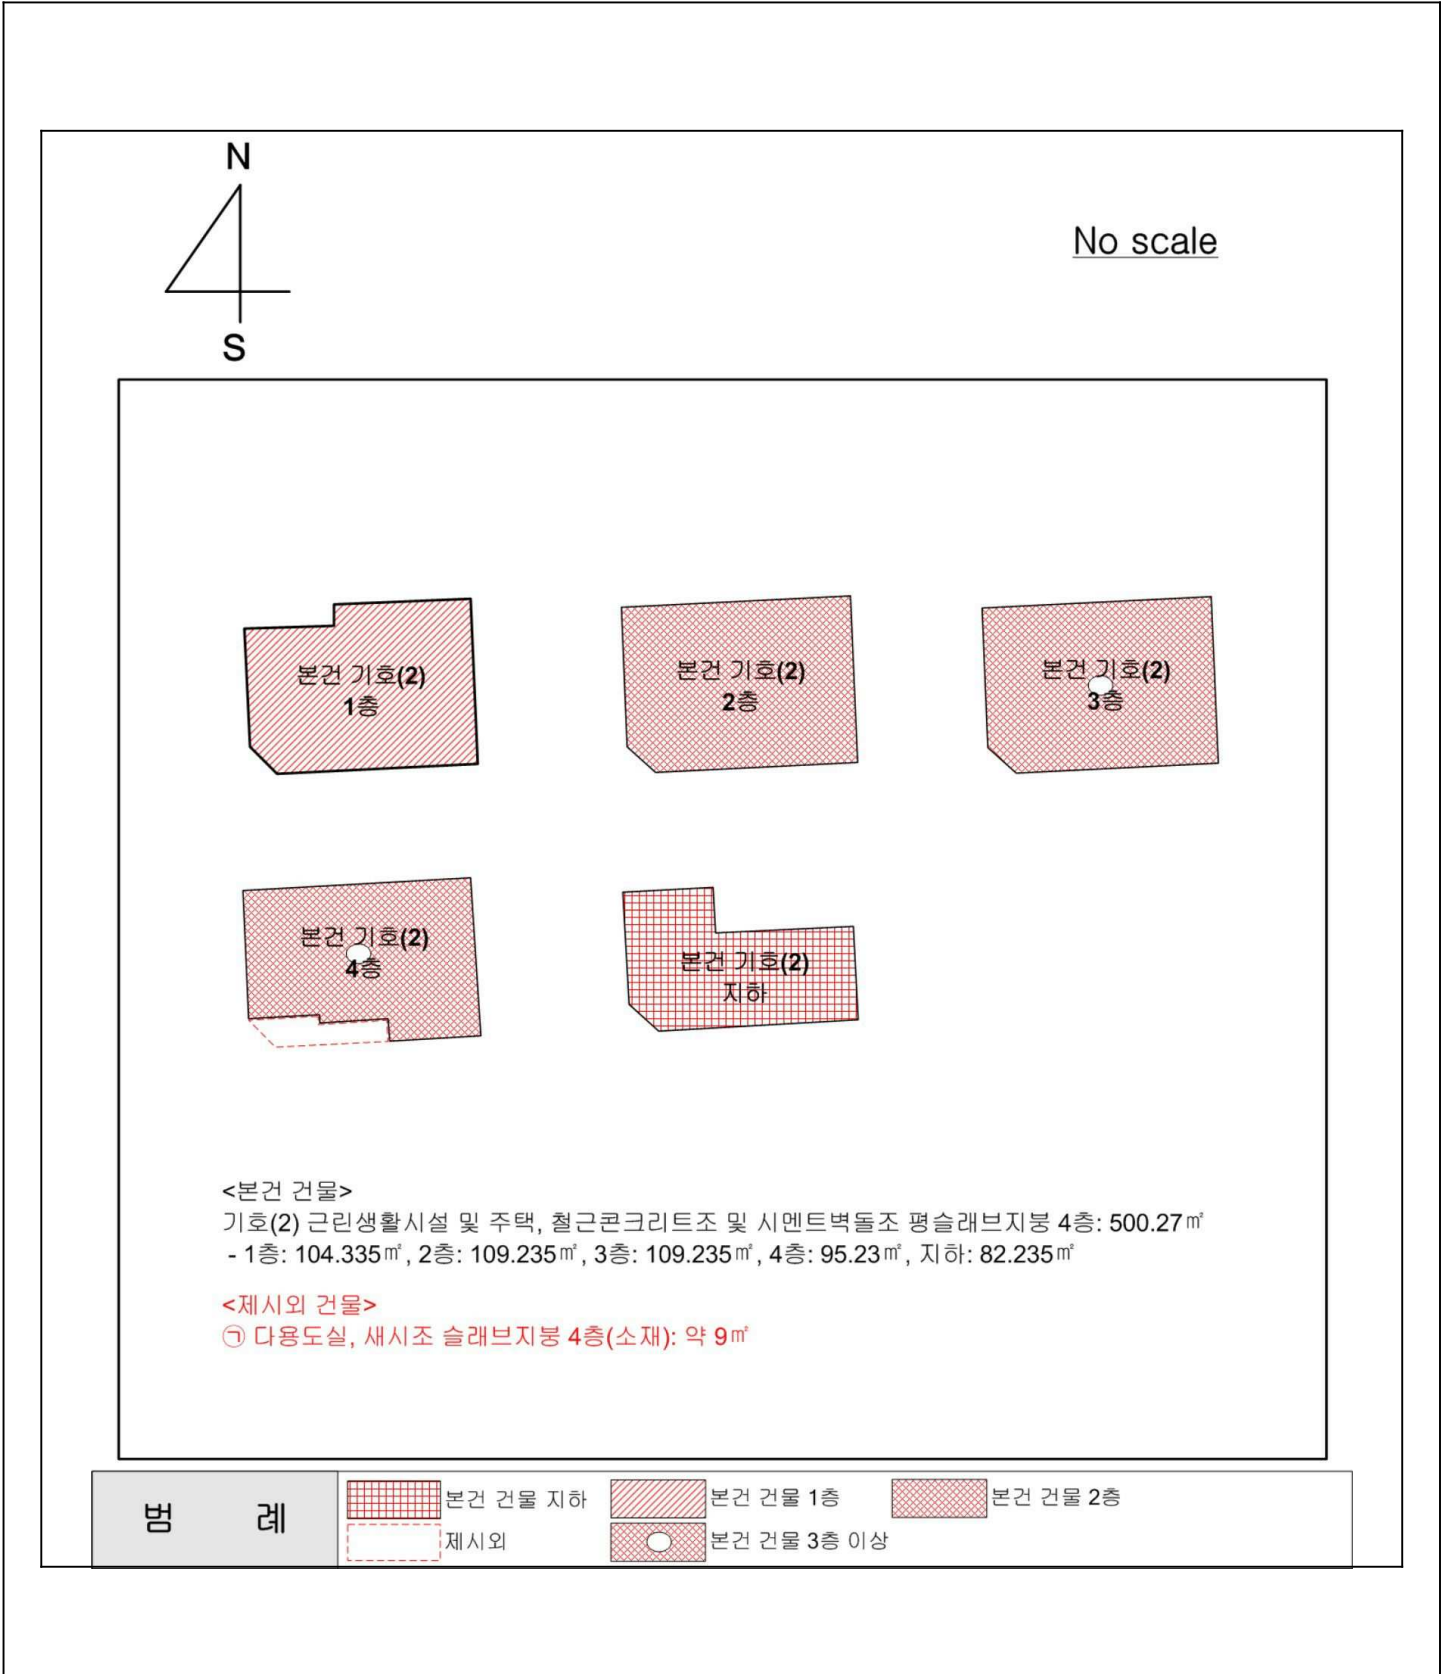 N
No scale
S
본건 기호(2)
1층
본건 기호(2)
2층
본건 기호(2)
3층
본건 기호(2)
4층
본건 기호(2)
지하
<본건 건물>
기호(2) 근린생활시설 및 주택, 철근콘크리트조 및 시멘트벽돌조 평슬래브지붕 4층: 500.27㎡
- 1층: 104.335㎡, 2층: 109.235㎡, 3층: 109.235㎡, 4층: 95.23㎡, 지하: 82.235㎡
<제시외 건물>
㉠ 다용도실, 새시조 슬래브지붕 4층(소재): 약 9㎡
범 례
본건 건물 지하
본건 건물 1층
본건 건물 2층
제시외
본건 건물 3층 이상